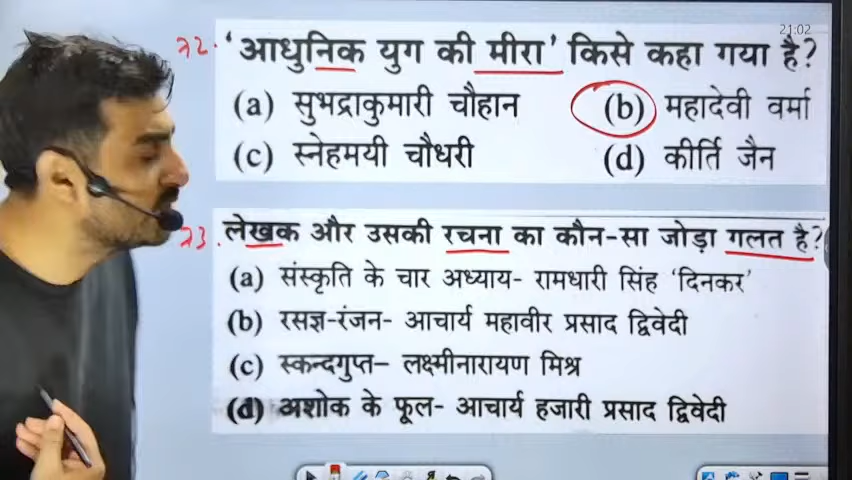 21:02
72. 'आधुनिक युग की मीरा' किसे कहा गया है?
(a) सुभद्राकुमारी चौहान (b) महादेवी वर्मा
(c) स्नेहमयी चौधरी (d) कीर्ति जैन
73. लेखक और उसकी रचना का कौन-सा जोड़ा गलत है?
(a) संस्कृति के चार अध्याय- रामधारी सिंह 'दिनकर'
(b) रसज्ञ-रंजन- आचार्य महावीर प्रसाद द्विवेदी
(c) स्कन्दगुप्त– लक्ष्मीनारायण मिश्र
(d) अशोक के फूल- आचार्य हजारी प्रसाद द्विवेदी